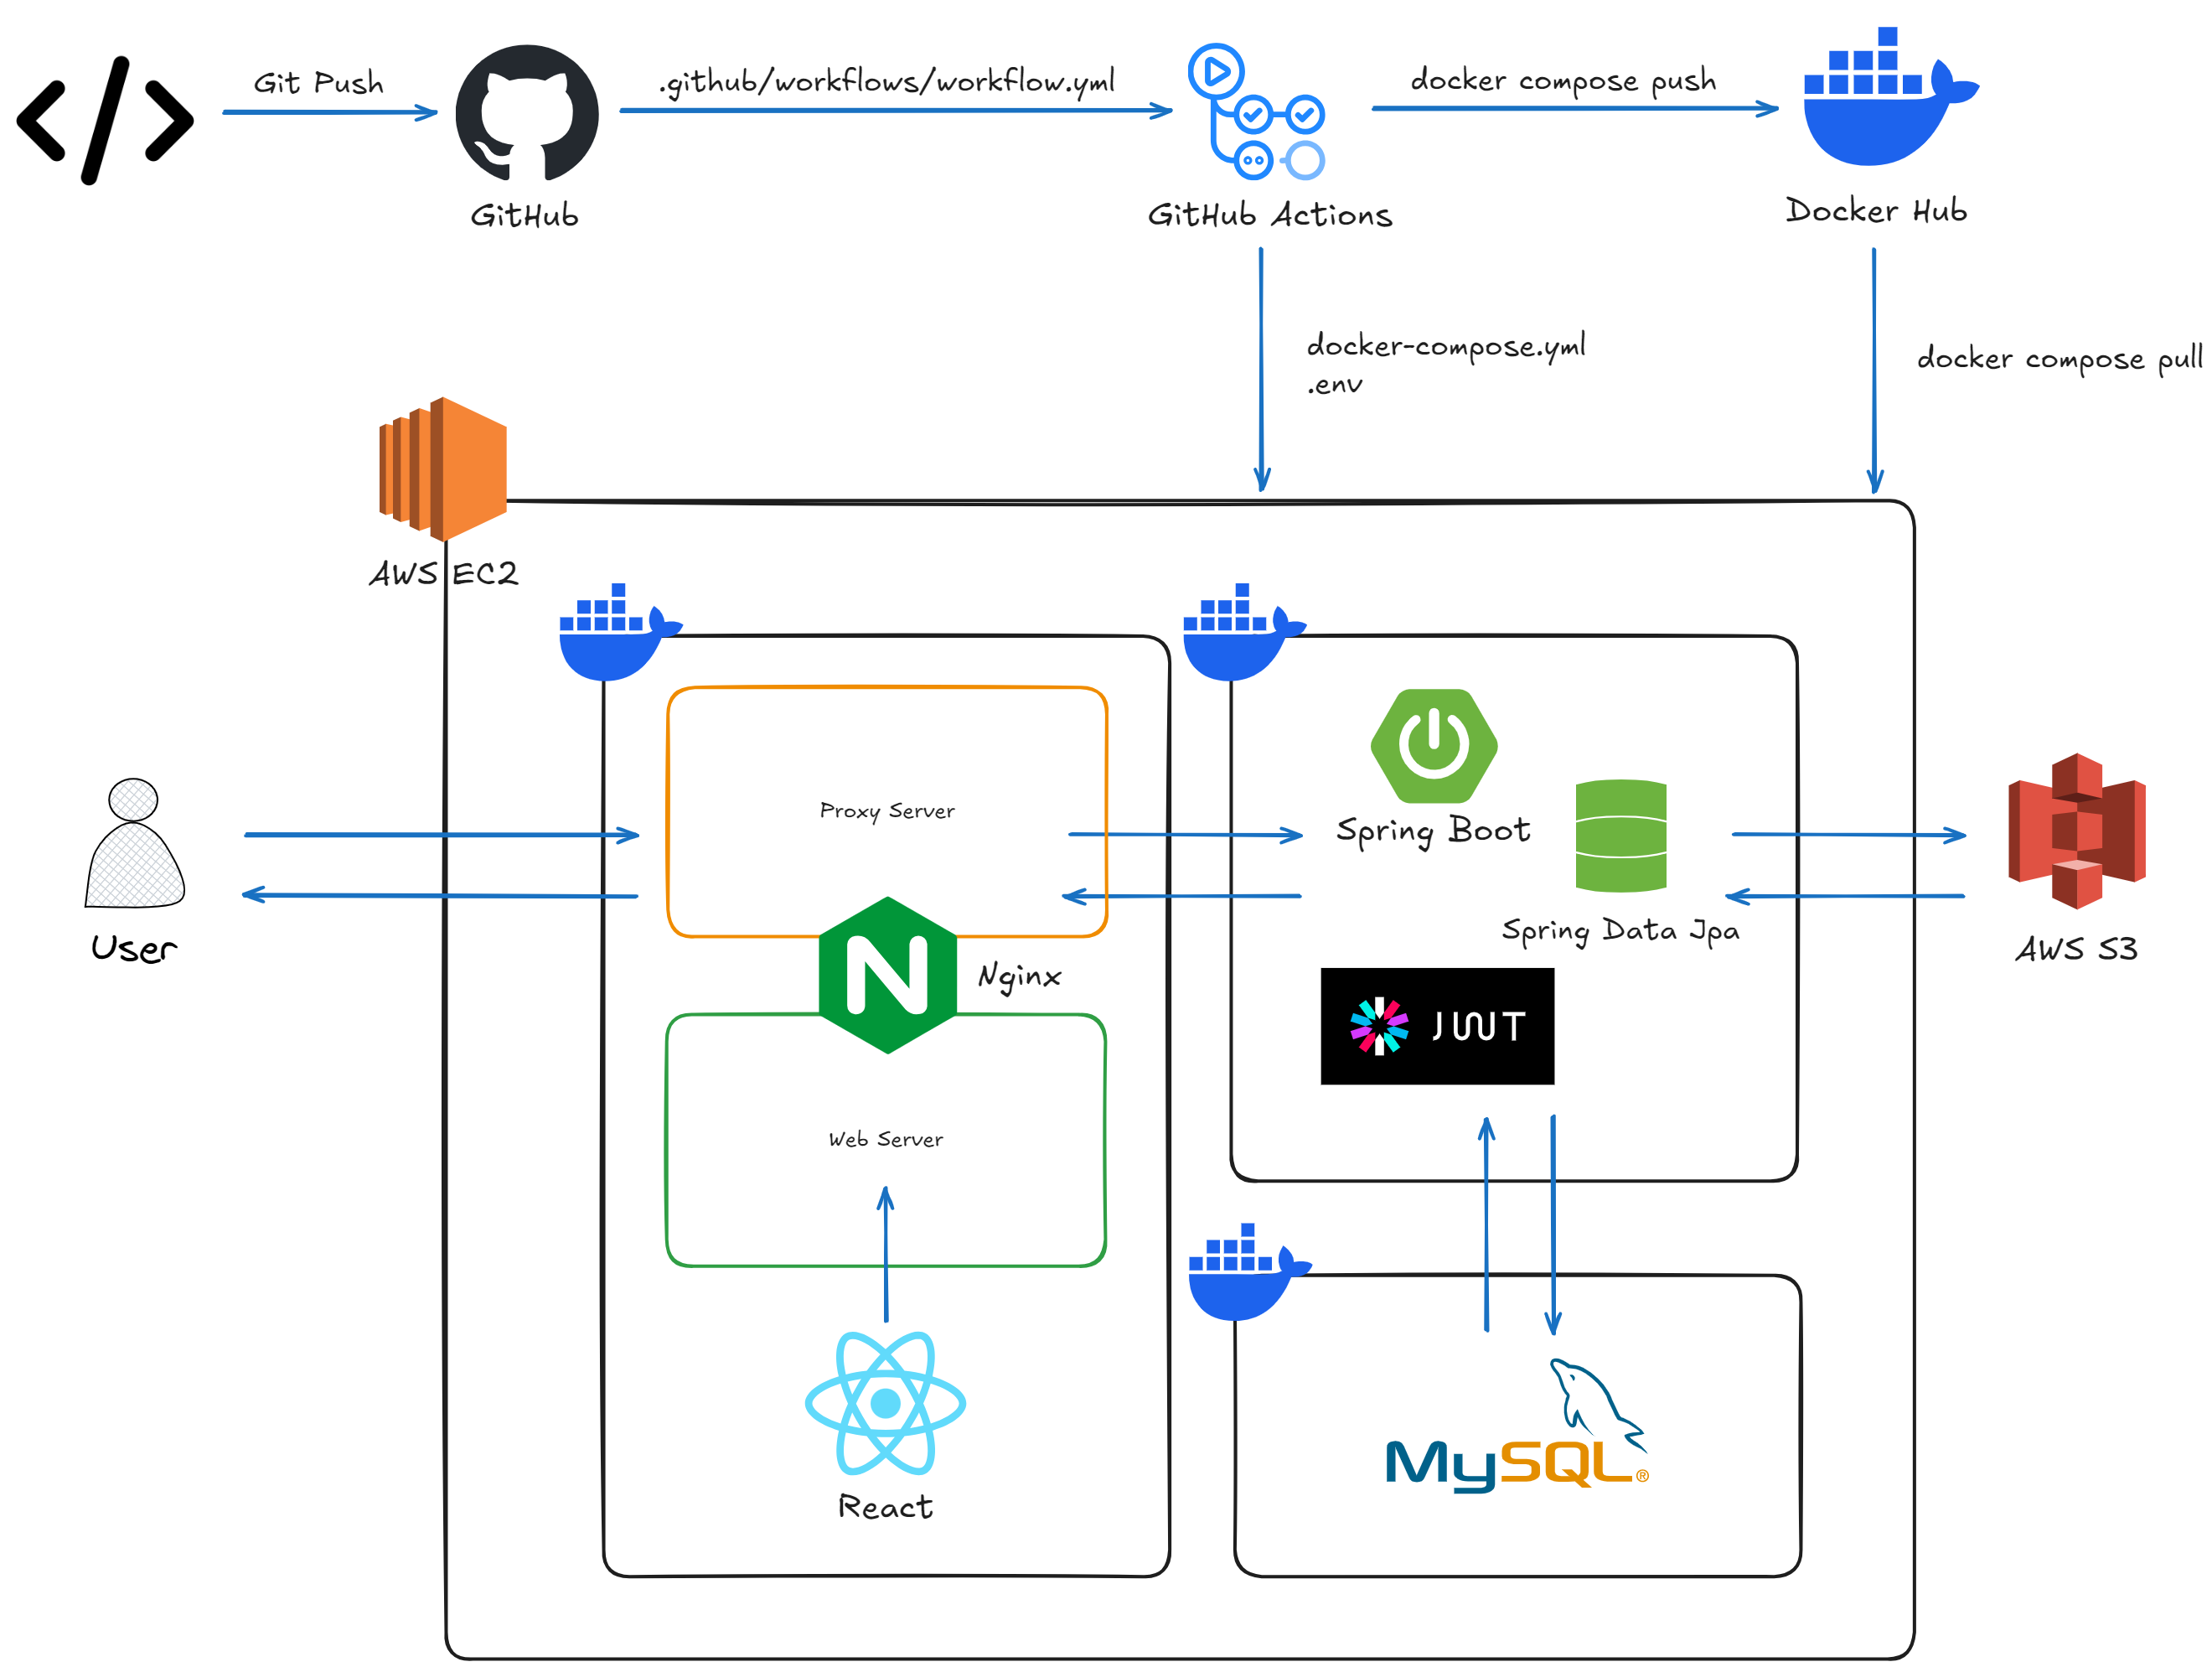 Git Push
.github/workflows/workflow.yml
docker compose push
GitHub
GitHub Actions
Docker Hub
docker-compose.yml
.env
docker compose pull
AWS EC2
Proxy Server
Spring Boot
User
Nginx
Spring Data Jpa
AWS S3
JWT
Web Server
MySQL®
React